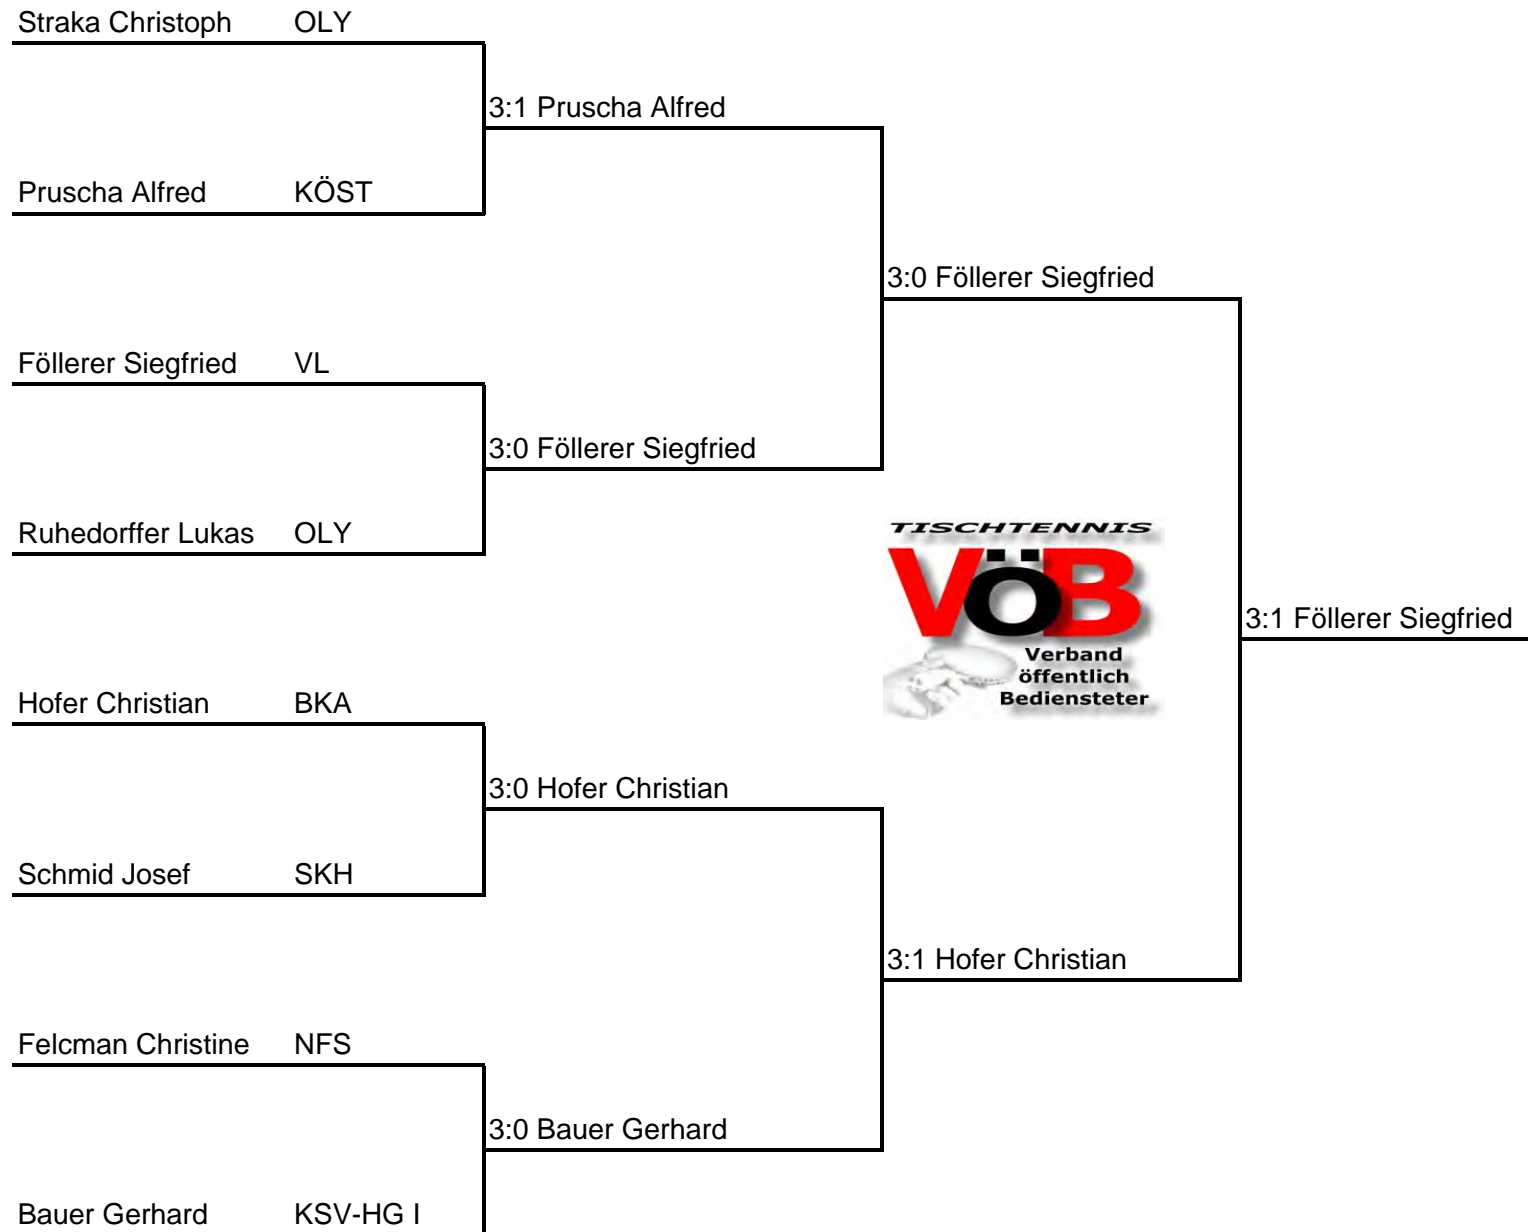 Straka Christoph OLY
3:1 Pruscha Alfred
Pruscha Alfred KÖST
3:0 Föllerer Siegfried
Föllerer Siegfried VL
3:0 Föllerer Siegfried
Ruhedorffer Lukas OLY
TISCHTENNIS
VÖB
Verband
öffentlich
Bediensteter
3:1 Föllerer Siegfried
Hofer Christian BKA
3:0 Hofer Christian
Schmid Josef SKH
3:1 Hofer Christian
Felcman Christine NFS
3:0 Bauer Gerhard
Bauer Gerhard KSV-HG I